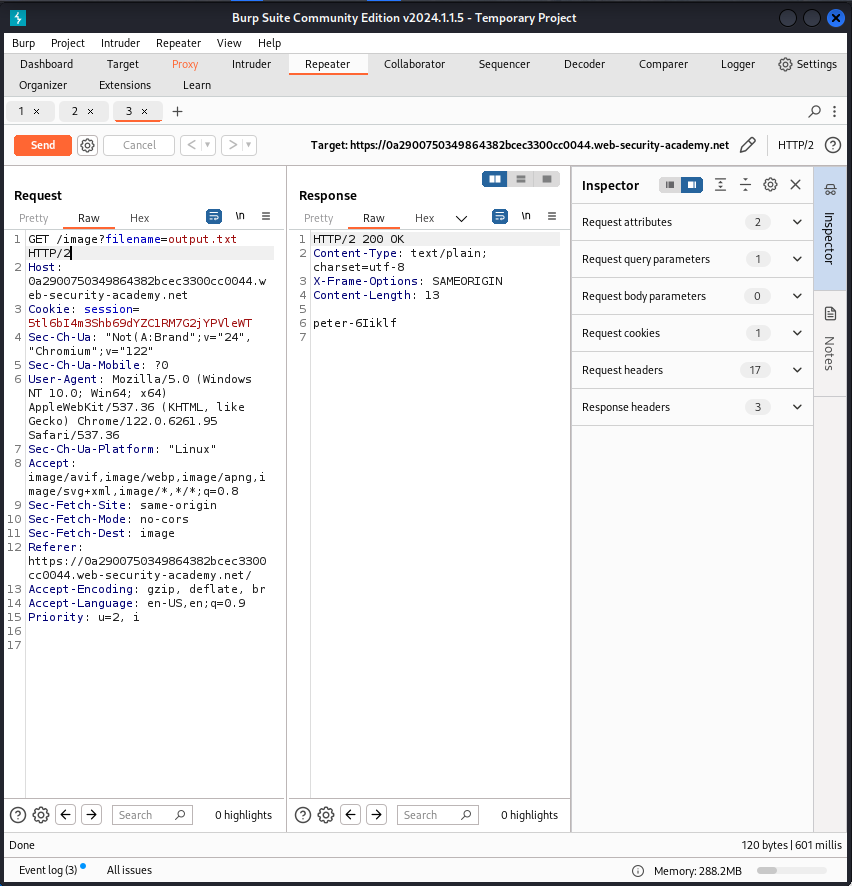 Burp Suite Community Edition v2024.1.1.5 - Temporary Project
Burp Project Intruder Repeater View Help
Dashboard Target Proxy Intruder Repeater Collaborator Sequencer Decoder Comparer Logger Settings
Organizer Extensions Learn
1 × 2 × 3 × +
Send Cancel < > Target: https://0a2900750349864382bcec3300cc0044.web-security-academy.net HTTP/2 ?
Request
Pretty Raw Hex \n
1 GET /image?filename=output.txt
HTTP/2
2 Host:
0a2900750349864382bcec3300cc0044.w
eb-security-academy.net
3 Cookie: session=
5tl6bI4m3Shb69dYZC1RM7G2jYPVleWT
4 Sec-Ch-Ua: "Not(A:Brand";v="24",
"Chromium";v="122"
5 Sec-Ch-Ua-Mobile: ?0
6 User-Agent: Mozilla/5.0 (Windows
NT 10.0; Win64; x64)
AppleWebKit/537.36 (KHTML, like
Gecko) Chrome/122.0.6261.95
Safari/537.36
7 Sec-Ch-Ua-Platform: "Linux"
8 Accept:
image/avif,image/webp,image/apng,i
mage/svg+xml,image/*,*/*;q=0.8
9 Sec-Fetch-Site: same-origin
10 Sec-Fetch-Mode: no-cors
11 Sec-Fetch-Dest: image
12 Referer:
https://0a2900750349864382bcec3300
cc0044.web-security-academy.net/
13 Accept-Encoding: gzip, deflate, br
14 Accept-Language: en-US,en;q=0.9
15 Priority: u=2, i
16
17
? Search 0 highlights
Response
Pretty Raw Hex \n
1 HTTP/2 200 OK
2 Content-Type: text/plain;
charset=utf-8
3 X-Frame-Options: SAMEORIGIN
4 Content-Length: 13
5
6 peter-6Iiklf
7
? Search 0 highlights
Inspector
Request attributes 2
Request query parameters 1
Request body parameters 0
Request cookies 1
Request headers 17
Response headers 3
Inspector
Notes
Done 120 bytes | 601 millis
Event log (3) All issues Memory: 288.2MB